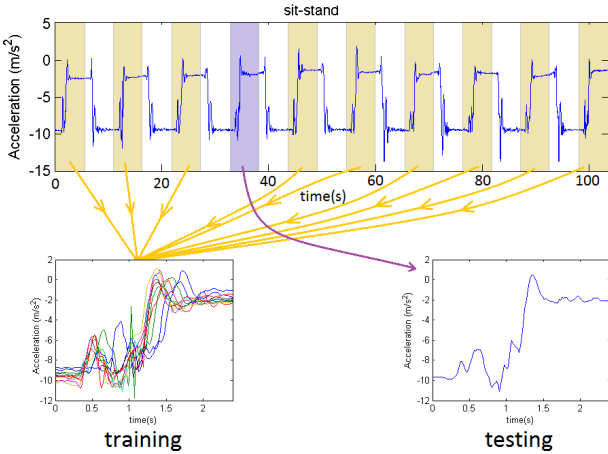 sit-stand
Acceleration (m/s²)
5
0
-5
-10
-15
0 20 40 60 80 100
time(s)
Acceleration (m/s²)
2
0
-2
-4
-6
-8
-10
-12
0 0.5 1 1.5 2
time(s)
training
Acceleration (m/s²)
2
0
-2
-4
-6
-8
-10
-12
0 0.5 1 1.5 2
time(s)
testing